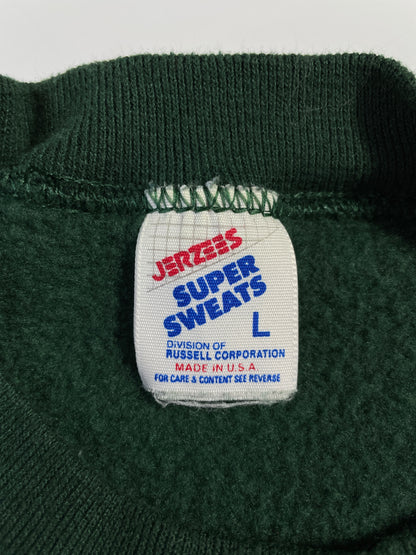 JERZEES
SUPER
SWEATS
L
DIVISION OF
RUSSELL CORPORATION
MADE IN U.S.A
FOR CARE & CONTENT SEE REVERSE